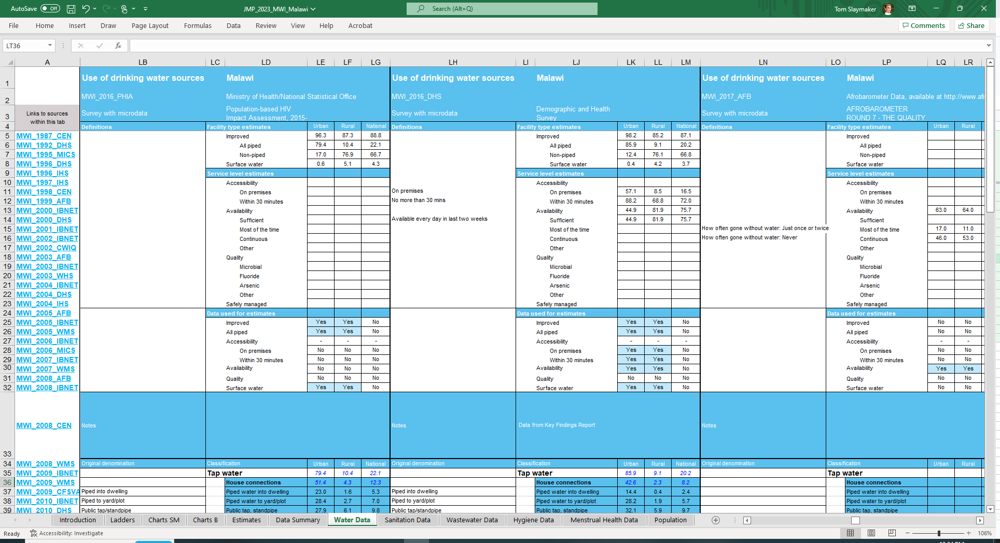 AutoSave Off JMP_2023_MWI_Malawi Search (Alt+Q) Tom Slaymaker
File Home Insert Draw Page Layout Formulas Data Review View Help Acrobat Comments Share
LT36 fx
A LB LC LD LE LF LG LH LI LJ LK LL LM LN LO LP LQ LR
1 Use of drinking water sources Malawi Use of drinking water sources Malawi Use of drinking water sources Malawi
2 MWI_2016_PHIA Ministry of Health/National Statistical Office MWI_2016_DHS MWI_2017_AFB Afrobarometer Data, available at http://www.afr
3 Links to sources within this tab Survey with microdata Population-based HIV Impact Assessment, 2015- Survey with microdata Demographic and Health Survey Survey with microdata AFROBAROMETER ROUND 7 - THE QUALITY
4 Definitions Facility type estimates Urban Rural National Definitions Facility type estimates Urban Rural National Definitions Facility type estimates Urban Rural
5 MWI_1987_CEN Improved 96.3 87.3 88.8 Improved 98.2 85.2 87.1 Improved
6 MWI_1992_DHS All piped 79.4 10.4 22.1 All piped 85.9 9.1 20.2 All piped
7 MWI_1995_MICS Non-piped 17.0 76.9 66.7 Non-piped 12.4 76.1 66.8 Non-piped
8 MWI_1996_DHS Surface water 0.6 5.1 4.3 Surface water 0.4 4.2 3.7 Surface water
9 MWI_1996_IHS Service level estimates Service level estimates Service level estimates
10 MWI_1997_IHS Accessibility Accessibility Accessibility
11 MWI_1998_CEN On premises On premises On premises 57.1 8.5 16.5 On premises
12 MWI_1999_AFB Within 30 minutes No more than 30 mins Within 30 minutes 88.2 68.8 72.0 Within 30 minutes
13 MWI_2000_IBNET Availability Availability 44.9 81.9 75.7 Availability 63.0 64.0
14 MWI_2000_DHS Sufficient Available every day in last two weeks Sufficient 44.9 81.9 75.7 Sufficient
15 MWI_2001_IBNET Most of the time Most of the time How often gone without water: Just once or twice Most of the time 17.0 11.0
16 MWI_2002_IBNET Continuous Continuous How often gone without water: Never Continuous 46.0 53.0
17 MWI_2002_CWIQ Other Other Other
18 MWI_2003_AFB Quality Quality Quality
19 MWI_2003_IBNET Microbial Microbial Microbial
20 MWI_2003_WHS Fluoride Fluoride Fluoride
21 MWI_2004_IBNET Arsenic Arsenic Arsenic
22 MWI_2004_DHS Other Other Other
23 MWI_2004_IHS Safely managed Safely managed Safely managed
24 MWI_2005_AFB Data used for estimates Data used for estimates Data used for estimates
25 MWI_2005_IBNET Improved Yes Yes No Improved Yes Yes No Improved No No
26 MWI_2005_WMS All piped Yes Yes No All piped Yes Yes No All piped No No
27 MWI_2006_IBNET Accessibility - - - Accessibility - - - Accessibility - -
28 MWI_2006_MICS On premises No No No On premises Yes Yes No On premises No No
29 MWI_2007_IBNET Within 30 minutes No No No Within 30 minutes Yes Yes No Within 30 minutes No No
30 MWI_2007_WMS Availability No No No Availability Yes Yes No Availability Yes Yes
31 MWI_2008_AFB Quality No No No Quality No No No Quality No No
32 MWI_2008_IBNET Surface water Yes Yes No Surface water Yes Yes No Surface water No No
33 MWI_2008_CEN Notes Notes Data from Key Findings Report Notes
34 MWI_2008_WMS Original denomination Classification Urban Rural National Original denomination Classification Urban Rural National Original denomination Classification Urban Rural
35 MWI_2009_IBNET Tap water 79.4 10.4 22.1 Tap water 85.9 9.1 20.2 Tap water
36 MWI_2009_WMS House connections 51.4 4.3 12.3 House connections 42.6 2.3 8.2 House connections
37 MWI_2009_CFSVA Piped into dwelling Piped water into dwelling 23.0 1.6 5.3 Piped into dwelling Piped water into dwelling 14.4 0.4 2.4 Piped water into dwelling
38 MWI_2010_IBNET Piped to yard/plot Piped water to yard/plot 28.4 2.7 7.0 Piped to yard/plot Piped water to yard/plot 28.2 1.9 5.7 Piped water to yard/plot
39 MWI_2010_DHS Public tap/standpipe Public tap, standpipe 27.9 6.1 9.8 Public tap/standpipe Public tap, standpipe 32.1 5.9 9.7 Public tap, standpipe
Introduction Ladders Charts SM Charts B Estimates Data Summary Water Data Sanitation Data Wastewater Data Hygiene Data Menstrual Health Data Population
Ready Accessibility: Investigate 106%